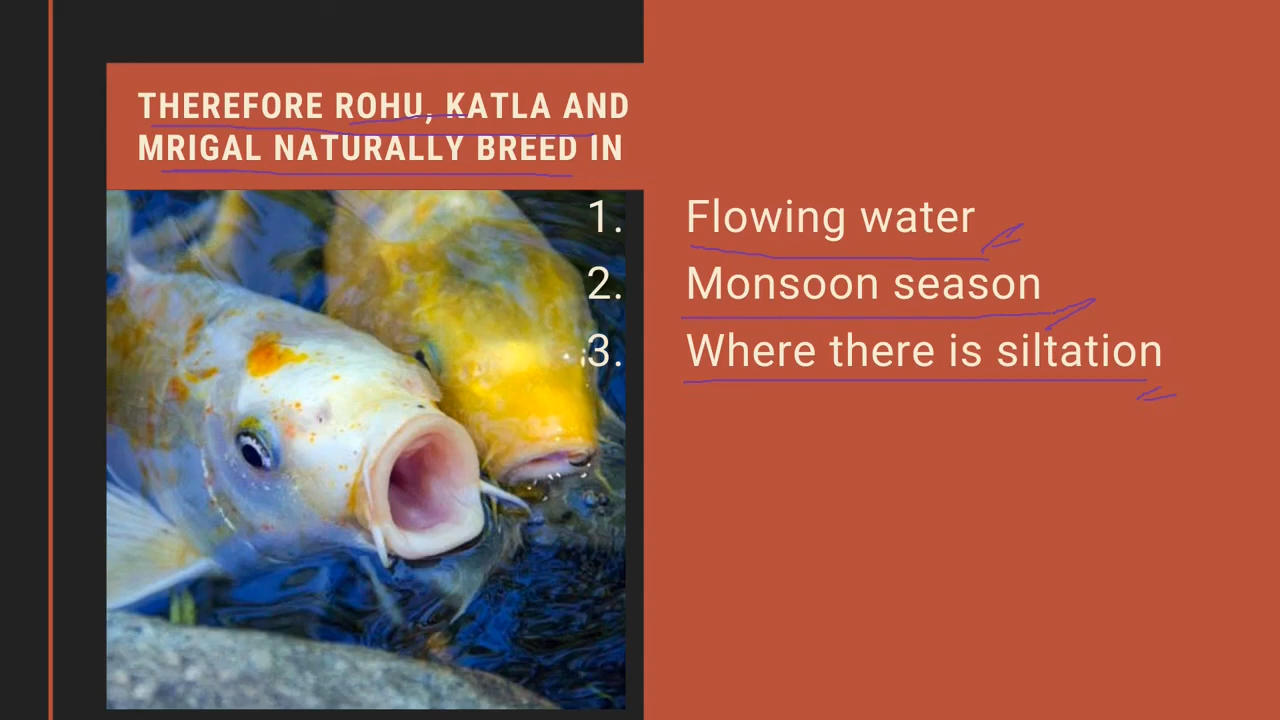 THEREFORE ROHU, KATLA AND
MRIGAL NATURALLY BREED IN
1. Flowing water
2. Monsoon season
3. Where there is siltation